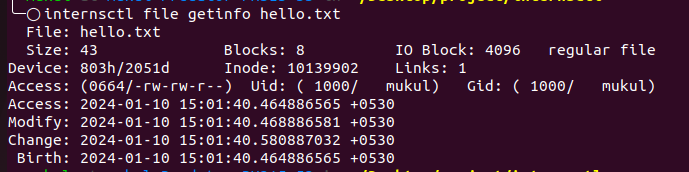 internsctl file getinfo hello.txt
File: hello.txt
Size: 43 Blocks: 8 IO Block: 4096 regular file
Device: 803h/2051d Inode: 10139902 Links: 1
Access: (0664/-rw-rw-r--) Uid: ( 1000/ mukul) Gid: ( 1000/ mukul)
Access: 2024-01-10 15:01:40.464886565 +0530
Modify: 2024-01-10 15:01:40.468886581 +0530
Change: 2024-01-10 15:01:40.580887032 +0530
Birth: 2024-01-10 15:01:40.464886565 +0530